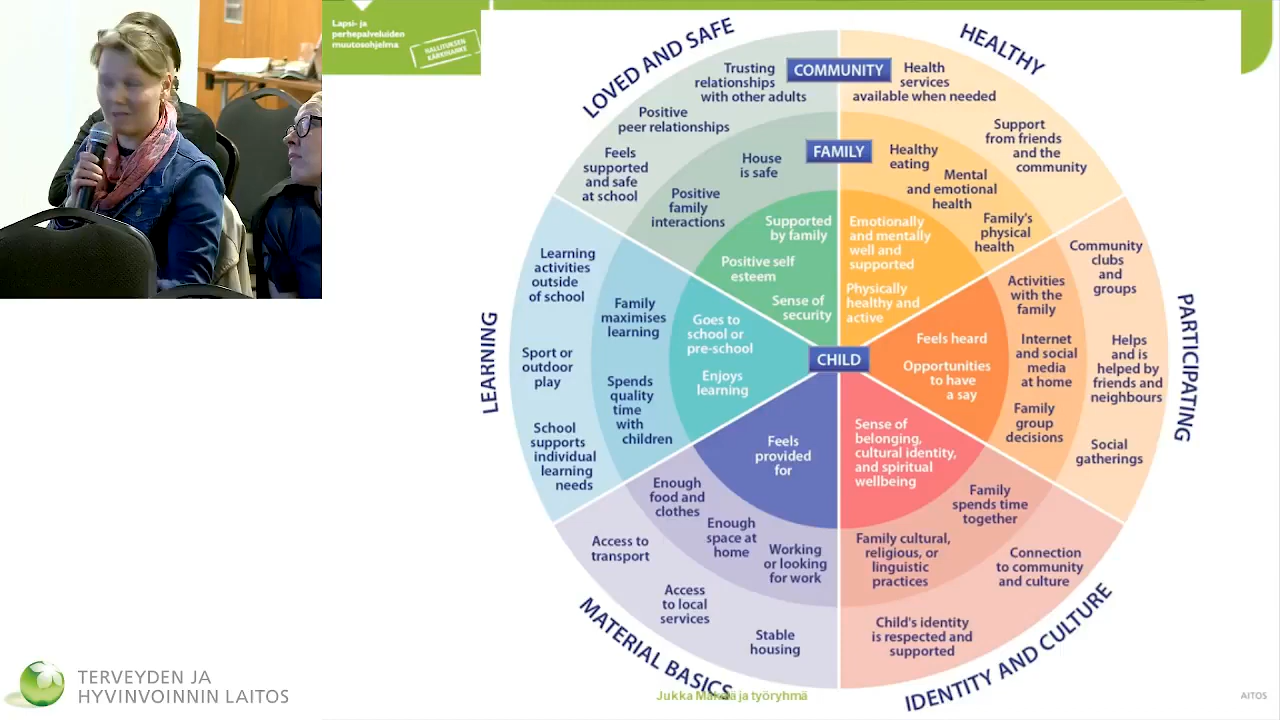 Lapsi- ja
perhepalveluiden
muutosohjelma
HALLITUKSEN
KÄRKIHANKE
LOVED AND SAFE
HEALTHY
PARTICIPATING
IDENTITY AND CULTURE
MATERIAL BASICS
LEARNING
COMMUNITY
FAMILY
CHILD
Trusting
relationships
with other adults
Positive
peer relationships
Feels
supported
and safe
at school
House
is safe
Positive
family
interactions
Supported
by family
Positive self
esteem
Sense of
security
Health
services
available when needed
Support
from friends
and the
community
Healthy
eating
Mental
and emotional
health
Family's
physical
health
Emotionally
and mentally
well and
supported
Physically
healthy and
active
Community
clubs
and
groups
Helps
and is
helped by
friends and
neighbours
Social
gatherings
Activities
with the
family
Internet
and social
media
at home
Family
group
decisions
Feels heard
Opportunities
to have
a say
Sense of
belonging,
cultural identity,
and spiritual
wellbeing
Family
spends time
together
Family cultural,
religious, or
linguistic
practices
Connection
to community
and culture
Child's identity
is respected and
supported
Feels
provided
for
Enough
food and
clothes
Enough
space at
home
Working
or looking
for work
Access to
transport
Access
to local
services
Stable
housing
Goes to
school or
pre-school
Enjoys
learning
Family
maximises
learning
Spends
quality
time
with
children
Learning
activities
outside
of school
Sport or
outdoor
play
School
supports
individual
learning
needs
TERVEYDEN JA
HYVINVOINNIN LAITOS
Jukka Mäkelä ja työryhmä
AITOS